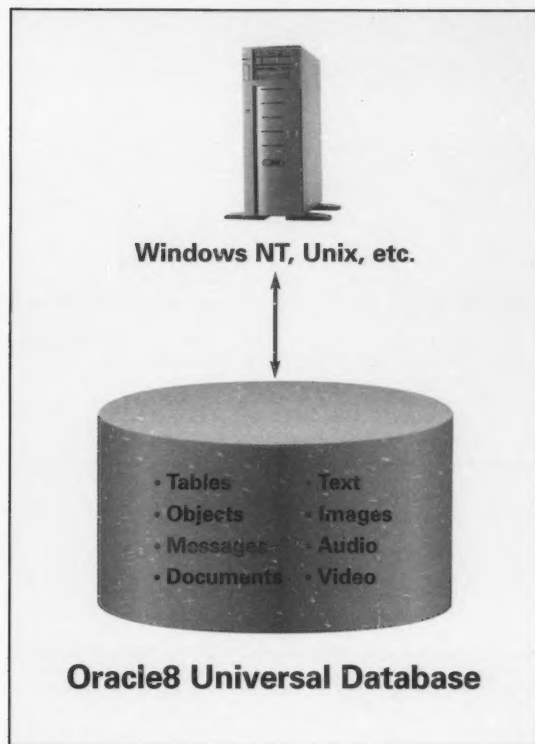 Windows NT, Unix, etc.
• Tables
• Objects
• Messages
• Documents
• Text
• Images
• Audio
• Video
Oracle8 Universal Database